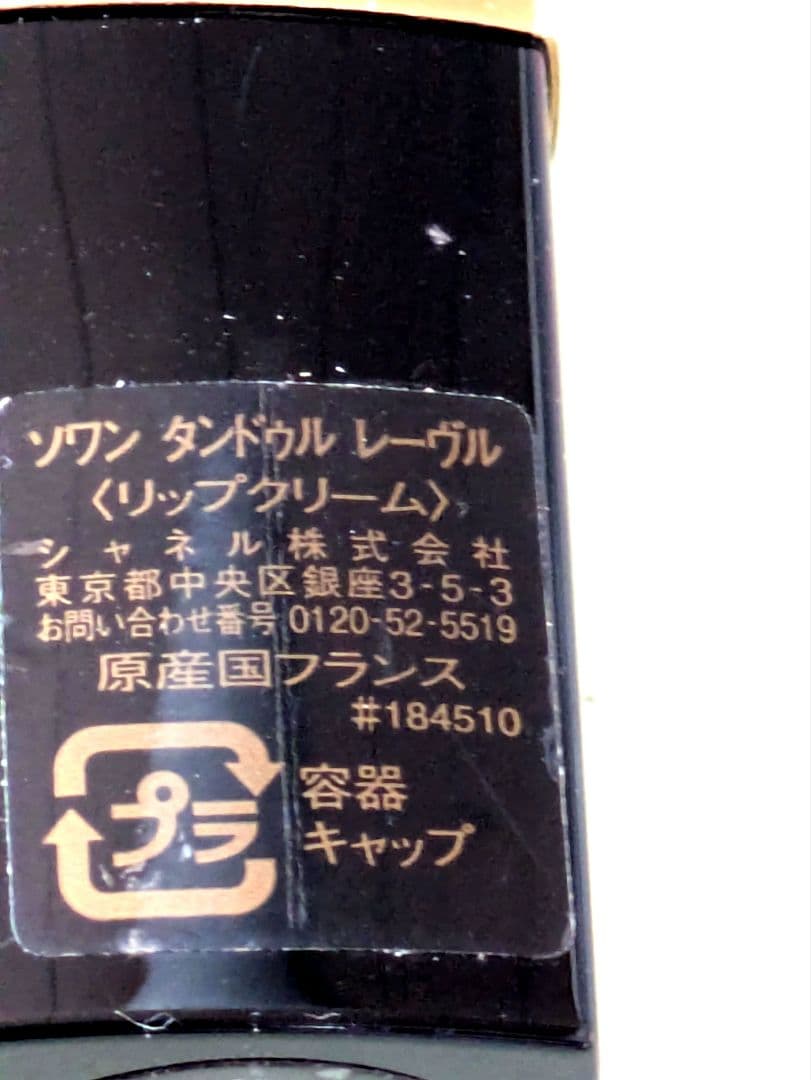 ソワン タンドゥル レーヴル
〈リップクリーム〉
シャネル株式会社
東京都中央区銀座3-5-3
お問い合わせ番号 0120-52-5519
原産国フランス
#184510
プラ
容器
キャップ